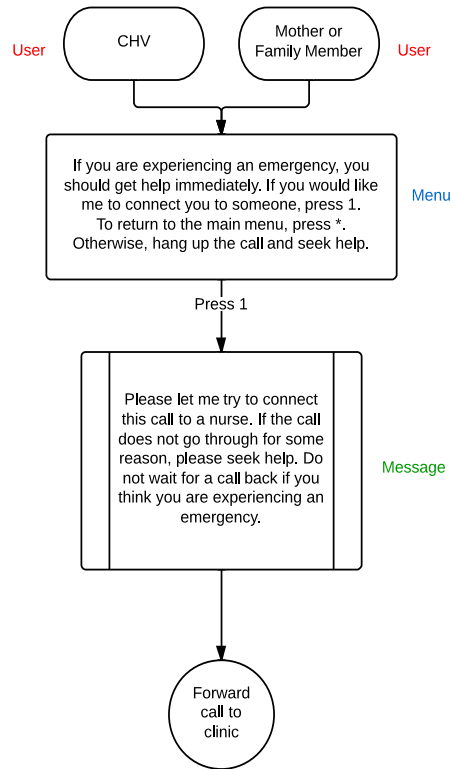 User
CHV
Mother or
Family Member
User
If you are experiencing an emergency, you
should get help immediately. If you would like
me to connect you to someone, press 1.
To return to the main menu, press *.
Otherwise, hang up the call and seek help.
Menu
Press 1
Please let me try to connect
this call to a nurse. If the call
does not go through for some
reason, please seek help. Do
not wait for a call back if you
think you are experiencing an
emergency.
Message
Forward
call to
clinic